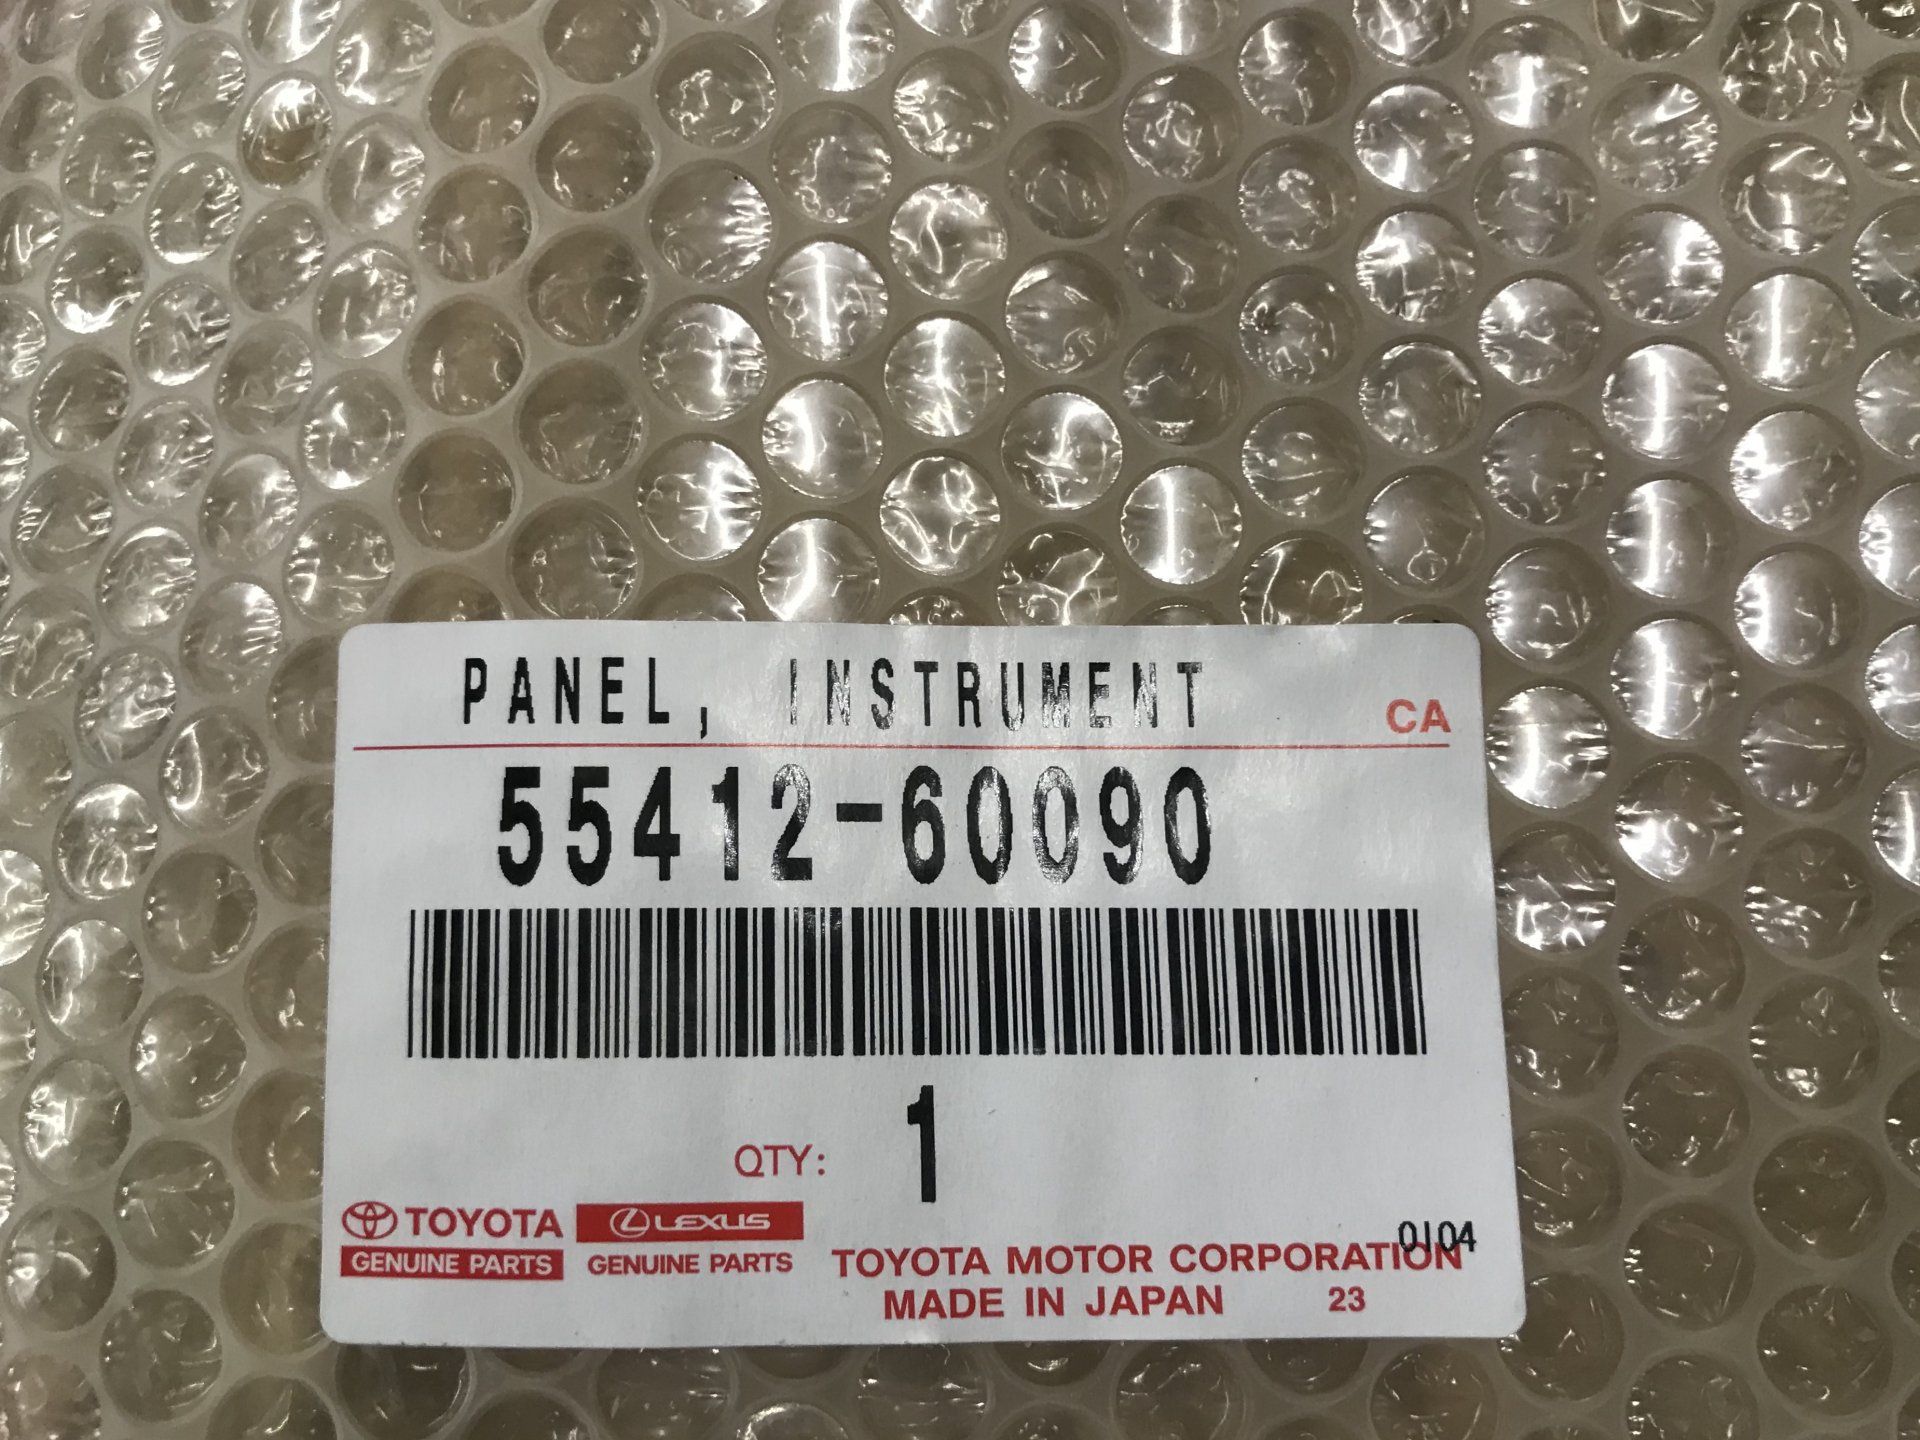 PANEL, INSTRUMENT
CA
55412-60090
1
QTY:
TOYOTA
GENUINE PARTS
LEXUS
GENUINE PARTS
0104
TOYOTA MOTOR CORPORATION
MADE IN JAPAN 23